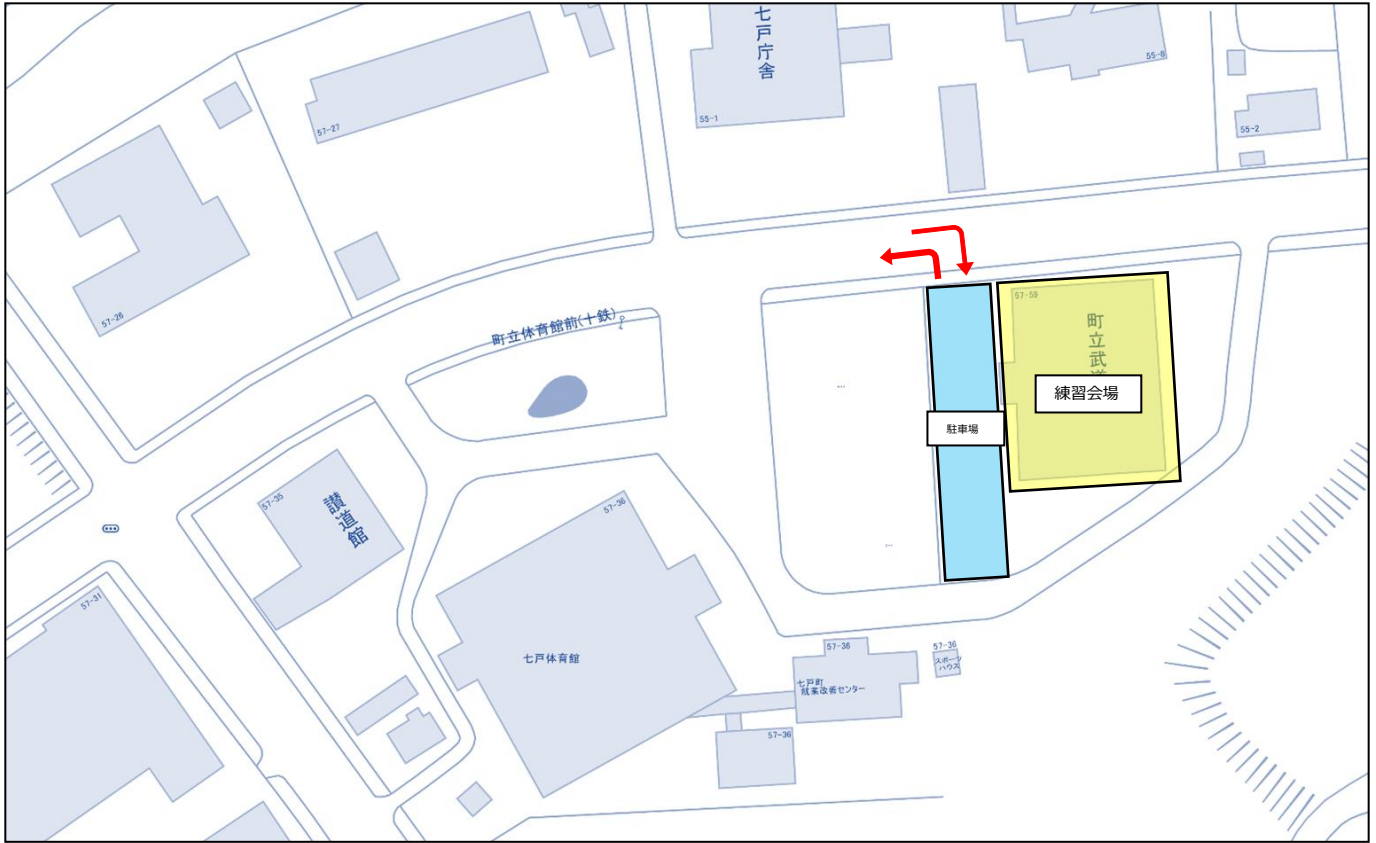 七戸庁舎
55-8
57-27
55-1
55-2
57-26
57-59
町立武道
町立体育館前(十鉄)
練習会場
駐車場
57-35
讃道館
57-36
57-31
七戸体育館
57-36
七戸町
就業改善センター
57-36
スポーツ
ハウス
57-36